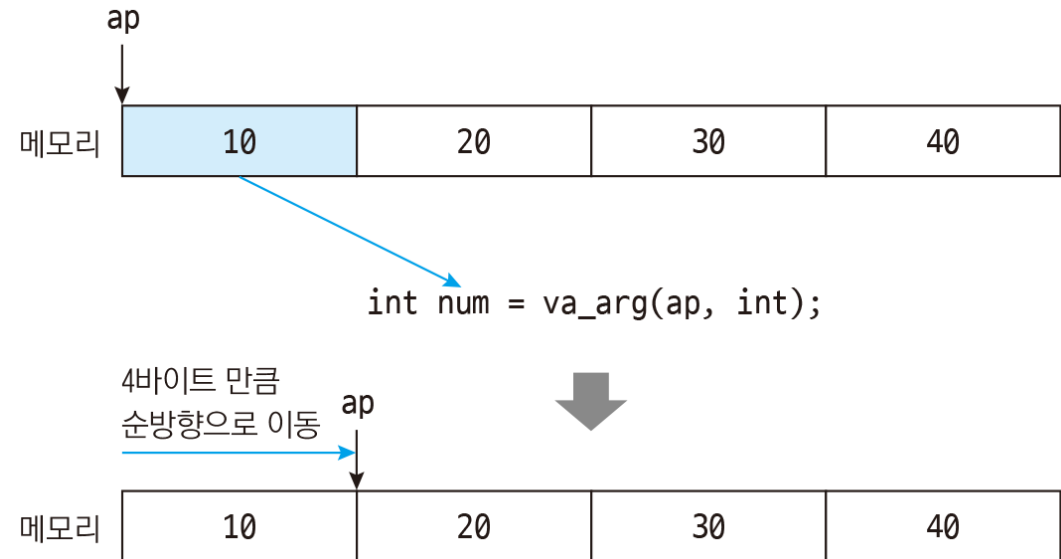 ap
메모리 10 20 30 40
int num = va_arg(ap, int);
4바이트 만큼
순방향으로 이동 ap
메모리 10 20 30 40